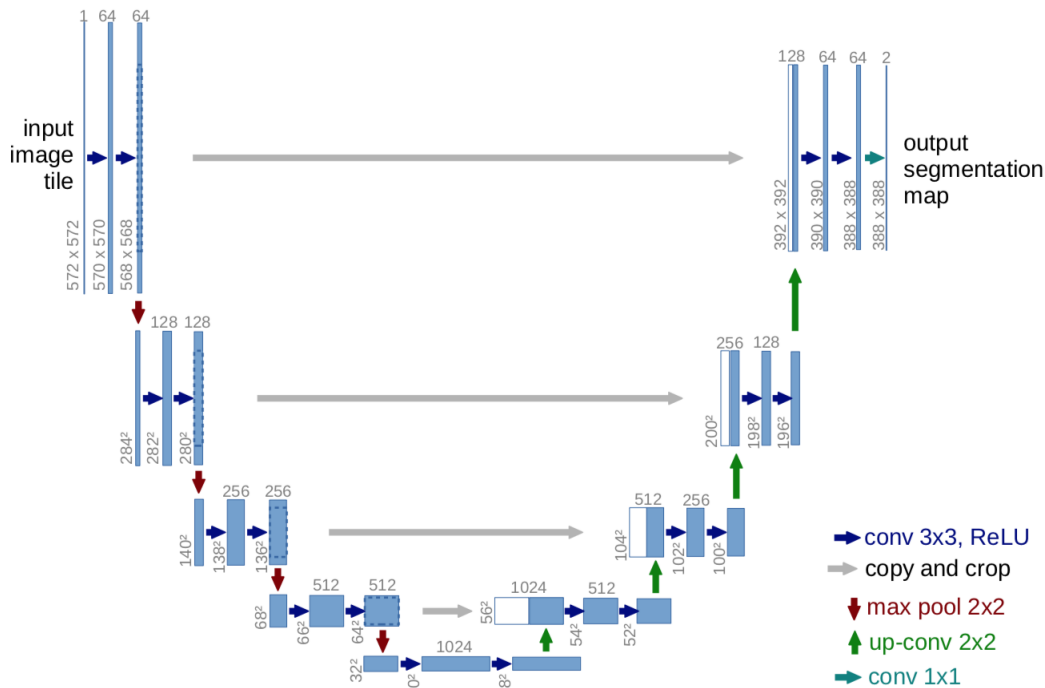 1 64 64
128 64 64 2
input
image
tile
output
segmentation
map
572 x 572
570 x 570
568 x 568
392 x 392
390 x 390
388 x 388
388 x 388
128 128
256 128
284²
282²
280²
200²
198²
196²
256 256
512 256
140²
138²
136²
104²
102²
100²
512 512
1024 512
68²
66²
64²
56²
54²
52²
1024
32²
0²
8²
conv 3x3, ReLU
copy and crop
max pool 2x2
up-conv 2x2
conv 1x1